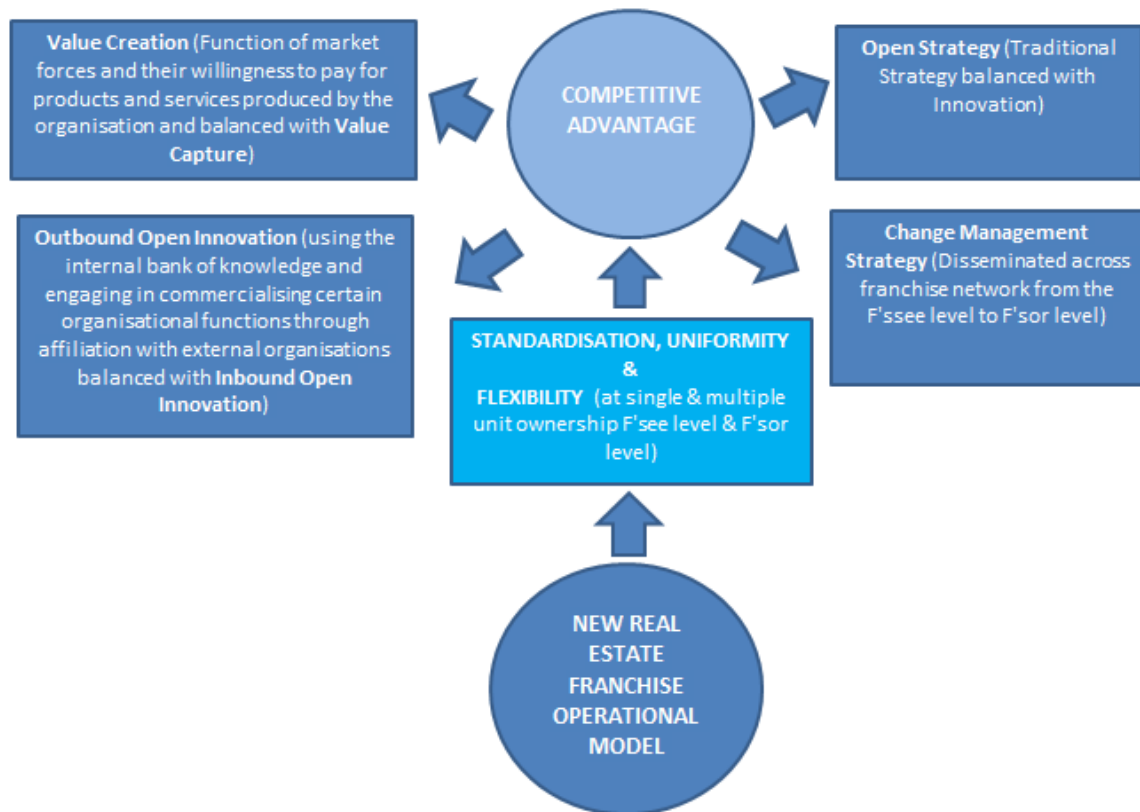 Value Creation (Function of market
forces and their willingness to pay for
products and services produced by the
organisation and balanced with Value
Capture)
COMPETITIVE
ADVANTAGE
Open Strategy (Traditional
Strategy balanced with
Innovation)
Outbound Open Innovation (using the
internal bank of knowledge and
engaging in commercialising certain
organisational functions through
affiliation with external organisations
balanced with Inbound Open
Innovation)
Change Management
Strategy (Disseminated across
franchise network from the
F'ssee level to F'sor level)
STANDARDISATION, UNIFORMITY
&
FLEXIBILITY (at single & multiple
unit ownership F'see level & F'sor
level)
NEW REAL
ESTATE
FRANCHISE
OPERATIONAL
MODEL